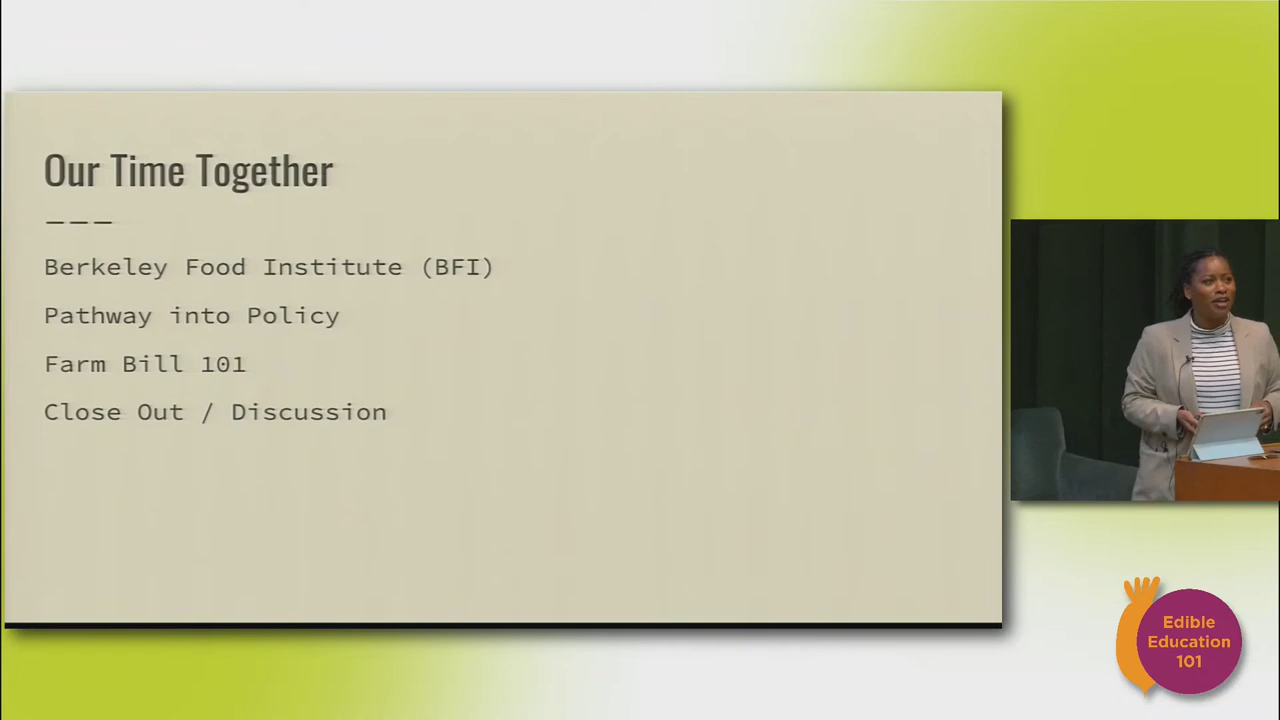 Our Time Together
———
Berkeley Food Institute (BFI)
Pathway into Policy
Farm Bill 101
Close Out / Discussion
Edible
Education
101